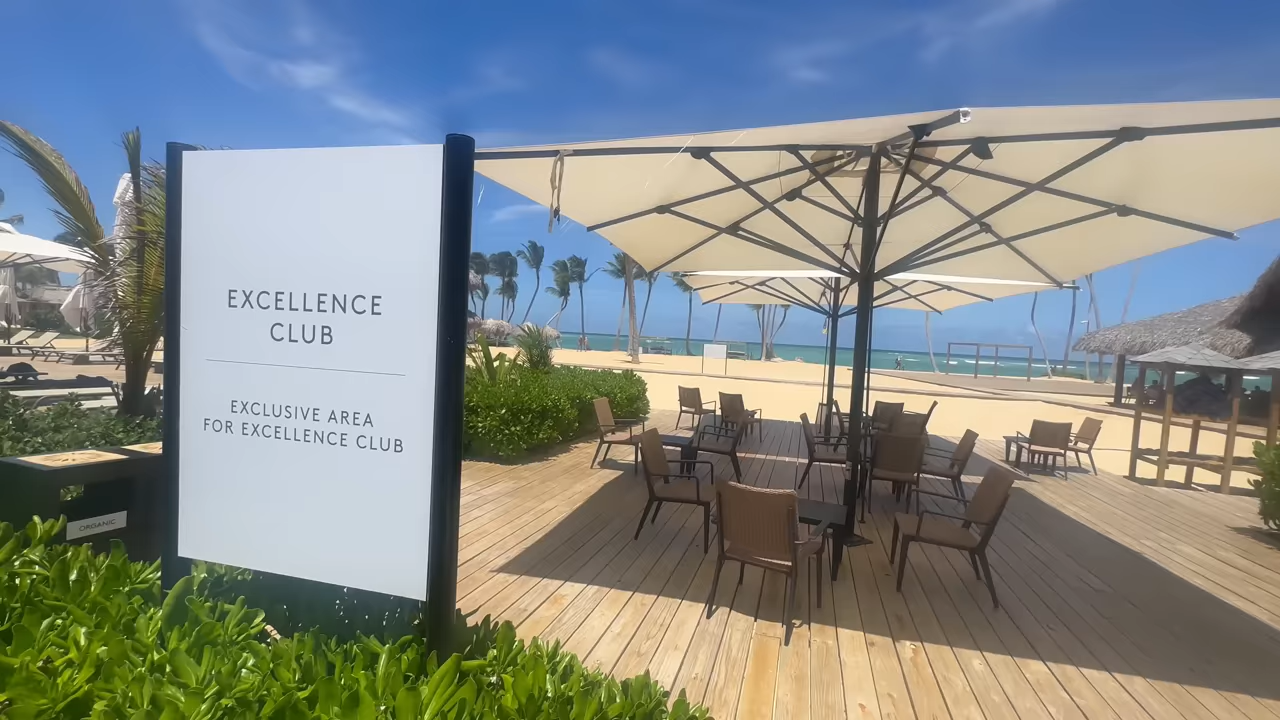 EXCELLENCE
CLUB
EXCLUSIVE AREA
FOR EXCELLENCE CLUB
ORGANIC